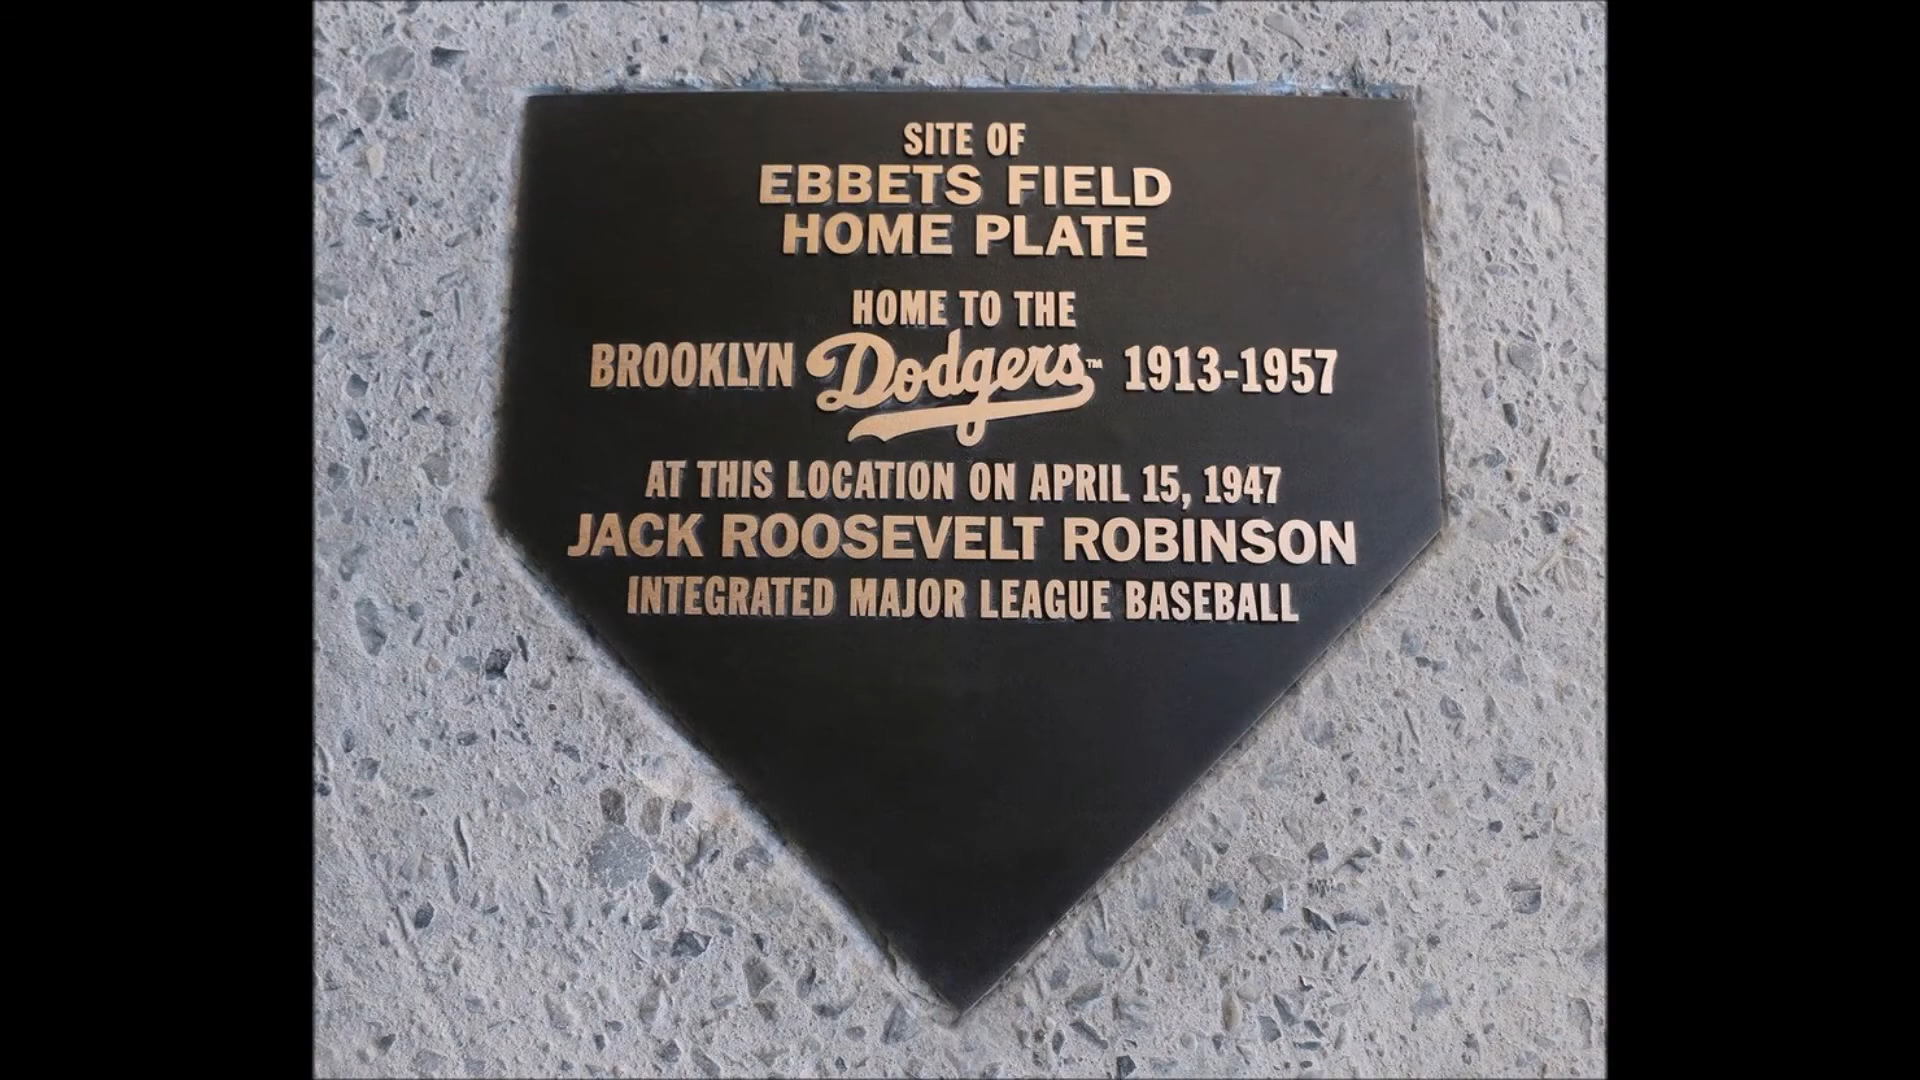 SITE OF
EBBETS FIELD
HOME PLATE
HOME TO THE
BROOKLYN Dodgers™ 1913-1957
AT THIS LOCATION ON APRIL 15, 1947
JACK ROOSEVELT ROBINSON
INTEGRATED MAJOR LEAGUE BASEBALL